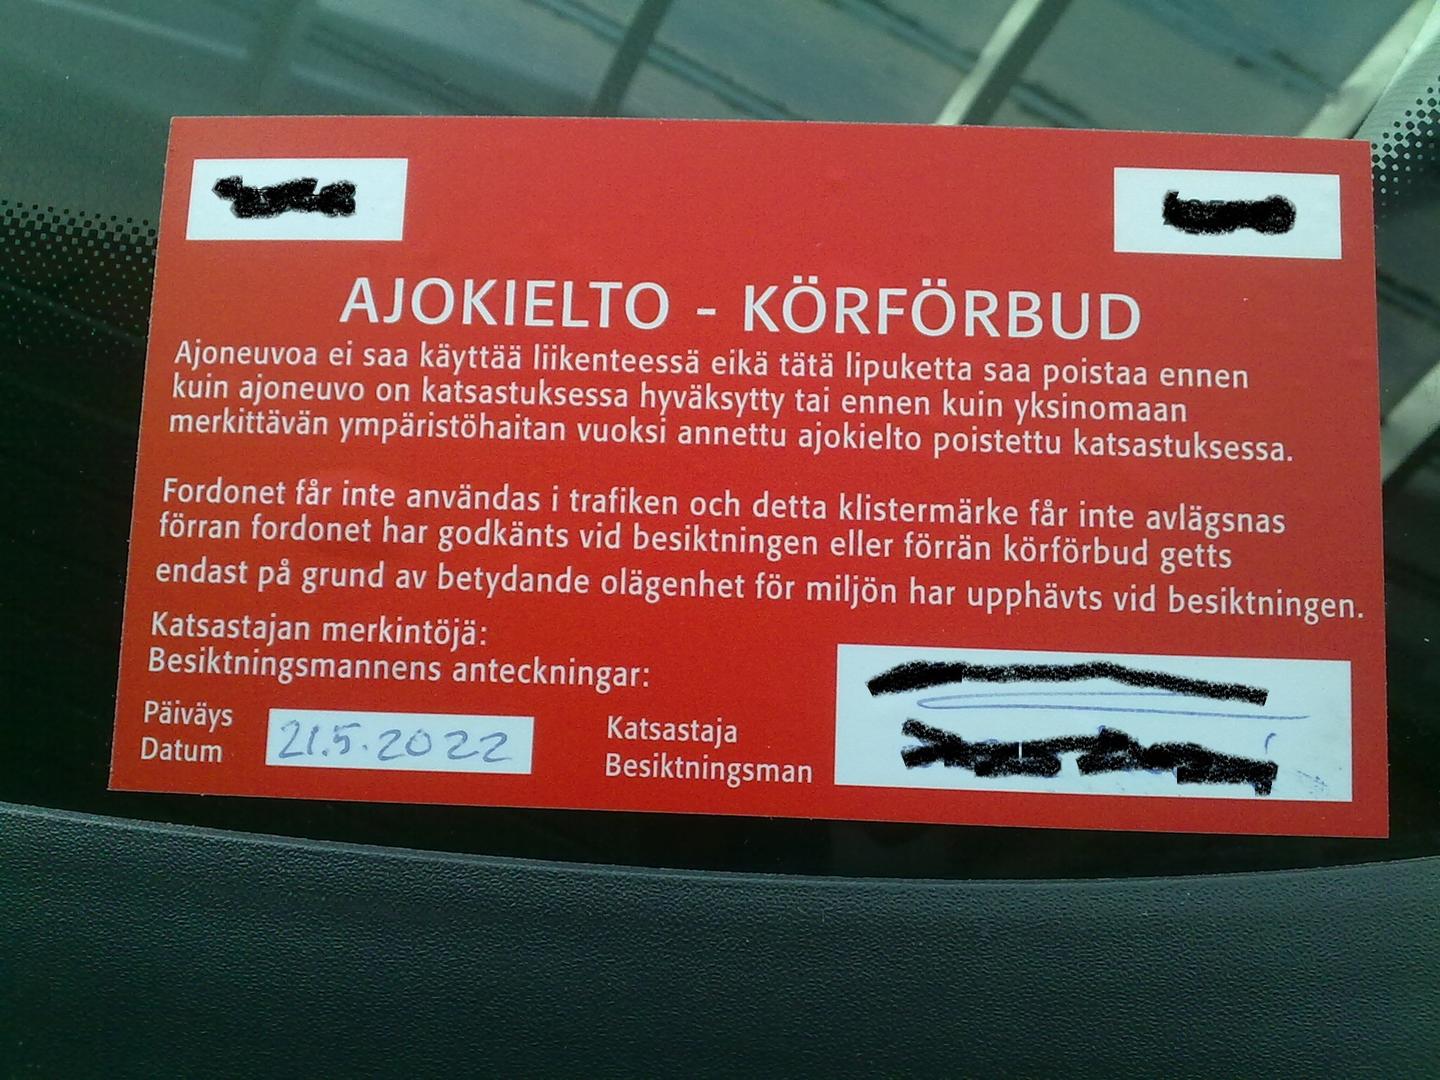 AJOKIELTO - KÖRFÖRBUD
Ajoneuvoa ei saa käyttää liikenteessä eikä tätä lipuketta saa poistaa ennen
kuin ajoneuvo on katsastuksessa hyväksytty tai ennen kuin yksinomaan
merkittävän ympäristöhaitan vuoksi annettu ajokielto poistettu katsastuksessa.
Fordonet får inte användas i trafiken och detta klistermärke får inte avlägsnas
förran fordonet har godkänts vid besiktningen eller förrän körförbud getts
endast på grund av betydande olägenhet för miljön har upphävts vid besiktningen.
Katsastajan merkintöjä:
Besiktningsmannens anteckningar:
Päiväys
Datum
21.5.2022
Katsastaja
Besiktningsman